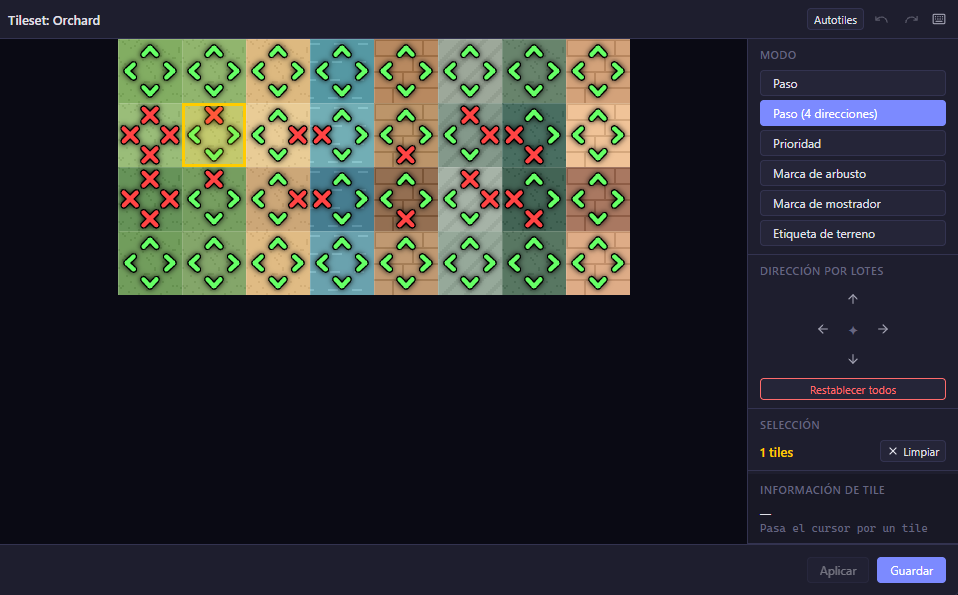 Tileset: Orchard
Autotiles
MODO
Paso
Paso (4 direcciones)
Prioridad
Marca de arbusto
Marca de mostrador
Etiqueta de terreno
DIRECCIÓN POR LOTES
Restablecer todos
SELECCIÓN
1 tiles
Limpiar
INFORMACIÓN DE TILE
—
Pasa el cursor por un tile
Aplicar
Guardar